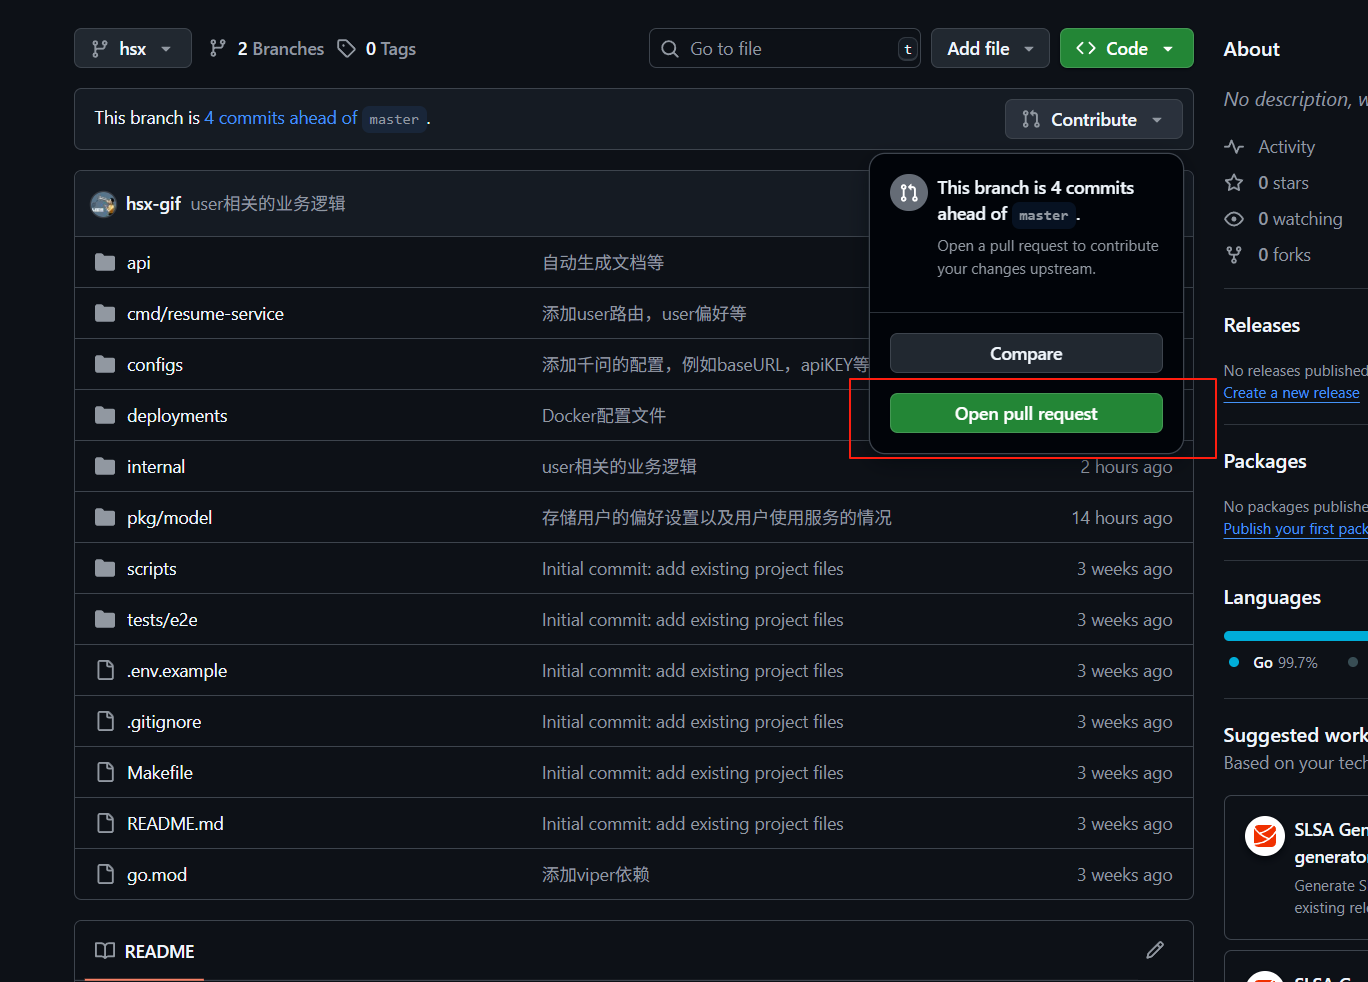 hsx
2 Branches
0 Tags
Go to file
t
Add file
Code
This branch is 4 commits ahead of master .
Contribute
This branch is 4 commits
ahead of master .
Open a pull request to contribute
your changes upstream.
Compare
Open pull request
hsx-gif user相关的业务逻辑
api 自动生成文档等
cmd/resume-service 添加user路由，user偏好等
configs 添加千问的配置，例如baseURL，apiKEY等
deployments Docker配置文件
internal user相关的业务逻辑 2 hours ago
pkg/model 存储用户的偏好设置以及用户使用服务的情况 14 hours ago
scripts Initial commit: add existing project files 3 weeks ago
tests/e2e Initial commit: add existing project files 3 weeks ago
.env.example Initial commit: add existing project files 3 weeks ago
.gitignore Initial commit: add existing project files 3 weeks ago
Makefile Initial commit: add existing project files 3 weeks ago
README.md Initial commit: add existing project files 3 weeks ago
go.mod 添加viper依赖 3 weeks ago
README
About
No description, w
Activity
0 stars
0 watching
0 forks
Releases
No releases published
Create a new release
Packages
No packages publishe
Publish your first pack
Languages
Go 99.7%
Suggested work
Based on your tech
SLSA Gen
generator
Generate S
existing rel